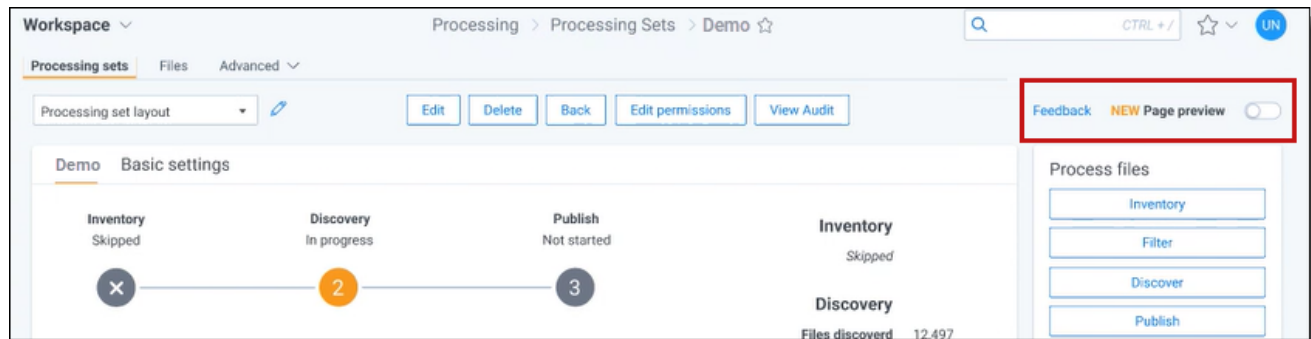 Workspace Processing > Processing Sets > Demo CTRL + / UN
Processing sets Files Advanced
Processing set layout Edit Delete Back Edit permissions View Audit Feedback NEW Page preview
Demo Basic settings
Process files
Inventory
Filter
Discover
Publish
Inventory Discovery Publish
Skipped In progress Not started
2 3
Inventory
Skipped
Discovery
Files discoverd 12,497